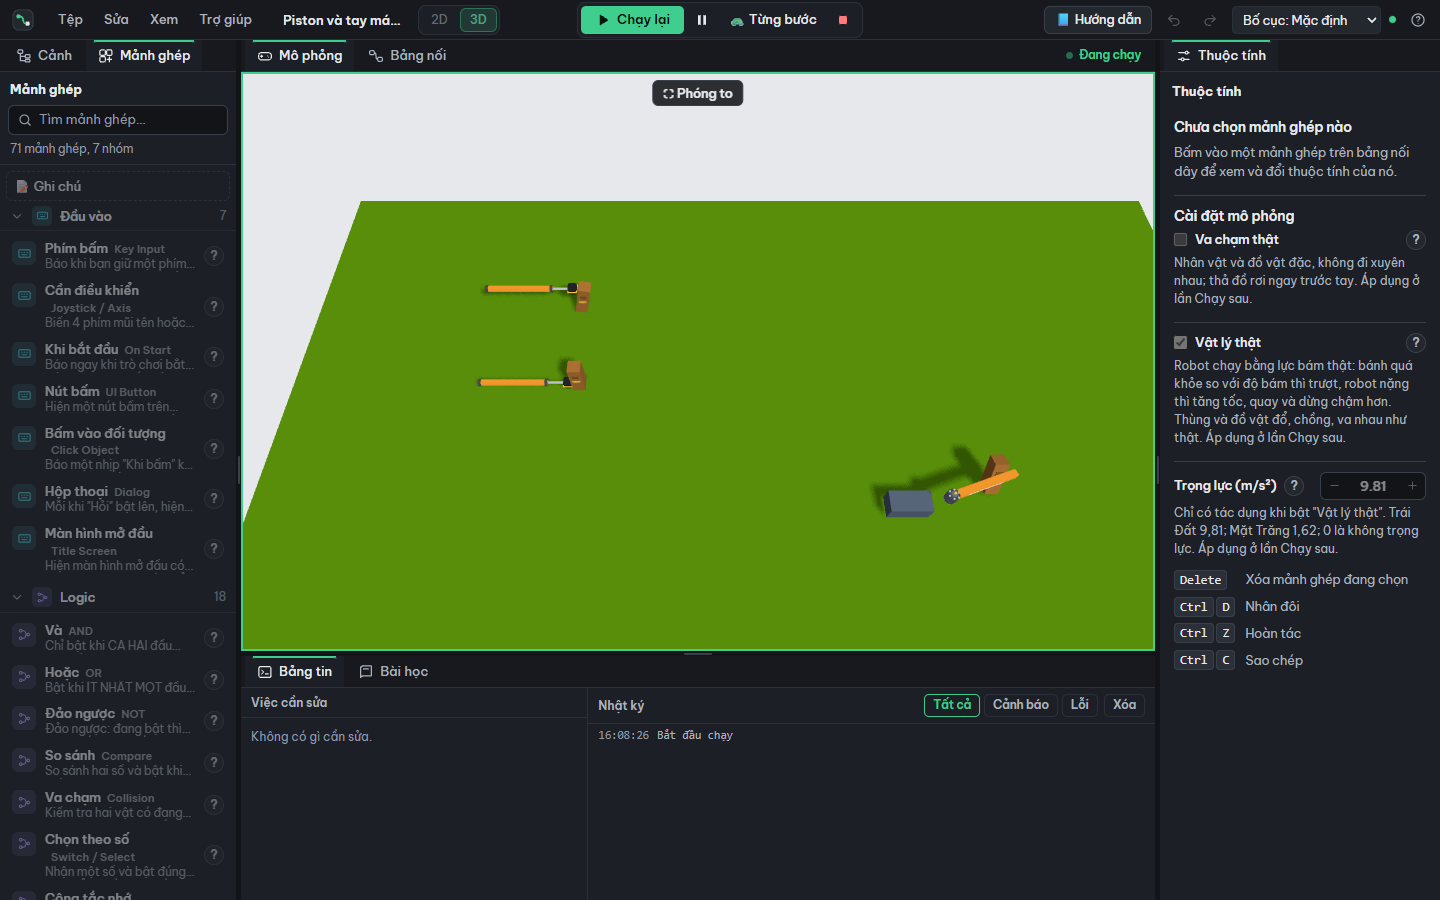 Tệp Sửa Xem Trợ giúp Piston và tay má... 2D 3D Chạy lại Từng bước Hướng dẫn Bố cục: Mặc định
Cảnh Mảnh ghép Mô phỏng Bảng nối Đang chạy Thuộc tính
Mảnh ghép
Tìm mảnh ghép...
71 mảnh ghép, 7 nhóm
Ghi chú
Đầu vào 7
Phím bấm Key Input ?
Báo khi bạn giữ một phím...
Cần điều khiển
Joystick / Axis ?
Biến 4 phím mũi tên hoặc...
Khi bắt đầu On Start ?
Báo ngay khi trò chơi bắt...
Nút bấm UI Button ?
Hiện một nút bấm trên...
Bấm vào đối tượng
Click Object ?
Báo một nhịp "Khi bấm" k...
Hộp thoại Dialog ?
Mỗi khi "Hỏi" bật lên, hiện...
Màn hình mở đầu
Title Screen ?
Hiện màn hình mở đầu có...
Logic 18
Và AND ?
Chỉ bật khi CẢ HAI đầu...
Hoặc OR ?
Bật khi ÍT NHẤT MỘT đầu...
Đảo ngược NOT ?
Đảo ngược: đang bật thì...
So sánh Compare ?
So sánh hai số và bật khi...
Va chạm Collision ?
Kiểm tra hai vật có đang...
Chọn theo số
Switch / Select ?
Nhận một số và bật đúng...
Công tắc nhớ
Phóng to
Bảng tin Bài học
Việc cần sửa
Không có gì cần sửa.
Nhật ký Tất cả Cảnh báo Lỗi Xóa
16:08:26 Bắt đầu chạy
Thuộc tính
Chưa chọn mảnh ghép nào
Bấm vào một mảnh ghép trên bảng nối
dây để xem và đổi thuộc tính của nó.
Cài đặt mô phỏng
Va chạm thật ?
Nhân vật và đồ vật đặc, không đi xuyên
nhau; thả đồ rơi ngay trước tay. Áp dụng ở
lần Chạy sau.
Vật lý thật ?
Robot chạy bằng lực bám thật: bánh quá
khỏe so với độ bám thì trượt, robot nặng
thì tăng tốc, quay và dừng chậm hơn.
Thùng và đồ vật đổ, chồng, va nhau như
thật. Áp dụng ở lần Chạy sau.
Trọng lực (m/s²) ? − 9.81 +
Chỉ có tác dụng khi bật "Vật lý thật". Trái
Đất 9,81; Mặt Trăng 1,62; 0 là không trọng
lực. Áp dụng ở lần Chạy sau.
Delete Xóa mảnh ghép đang chọn
Ctrl D Nhân đôi
Ctrl Z Hoàn tác
Ctrl C Sao chép